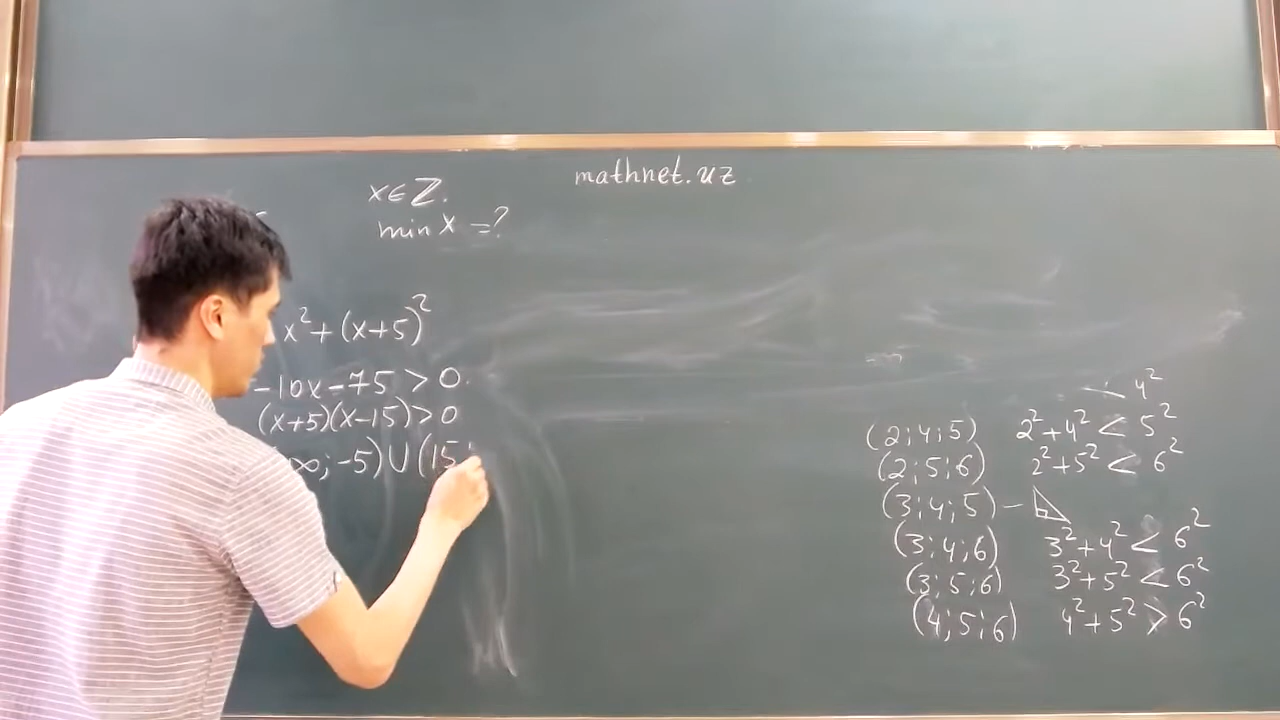 mathnet.uz
x∈Z.
min x =?
x²+(x+5)²
-10x-75>0.
(x+5)(x-15)>0
∞;-5)∪(15;
< 4²
(2;4;5) 2²+4² < 5²
(2;5;6) 2²+5² < 6²
(3;4;5) –
(3;4;6) 3²+4² < 6²
(3;5;6) 3²+5² < 6²
(4;5;6) 4²+5² > 6²